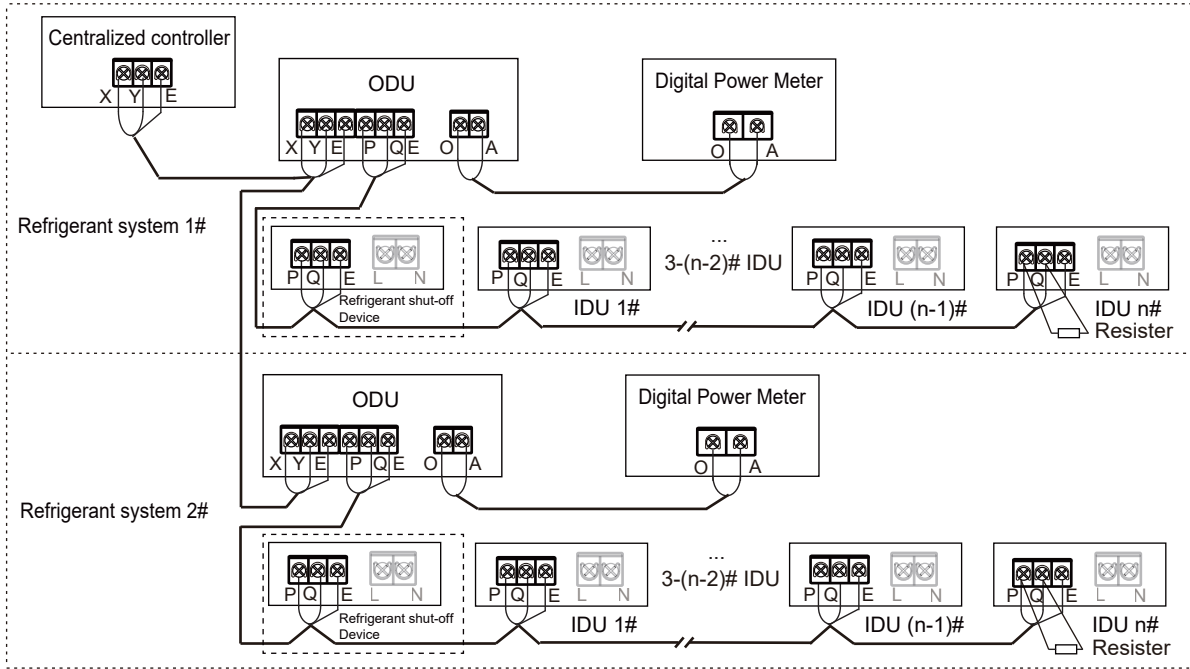 Centralized controller
X Y E
ODU
X Y E P Q E O A
Digital Power Meter
O A
Refrigerant system 1#
P Q E L N
Refrigerant shut-off
Device
P Q E L N
IDU 1#
...
3-(n-2)# IDU
P Q E L N
IDU (n-1)#
P Q E L N
IDU n#
Resister
ODU
X Y E P Q E O A
Digital Power Meter
O A
Refrigerant system 2#
P Q E L N
Refrigerant shut-off
Device
P Q E L N
IDU 1#
...
3-(n-2)# IDU
P Q E L N
IDU (n-1)#
P Q E L N
IDU n#
Resister